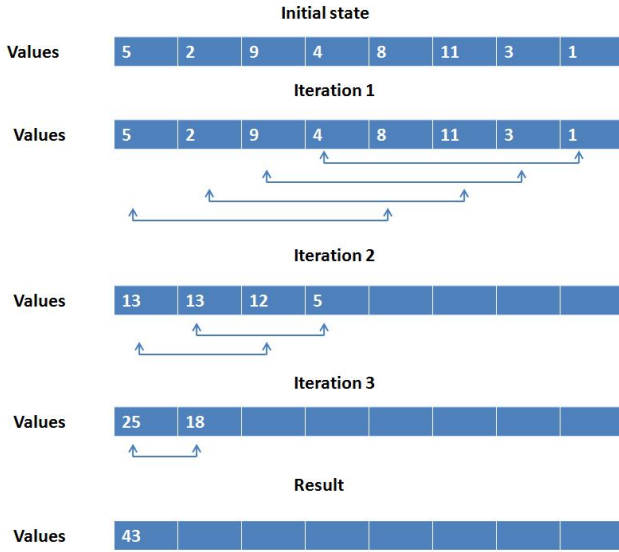 Initial state
Values 5 2 9 4 8 11 3 1
Iteration 1
Values 5 2 9 4 8 11 3 1
Iteration 2
Values 13 13 12 5
Iteration 3
Values 25 18
Result
Values 43